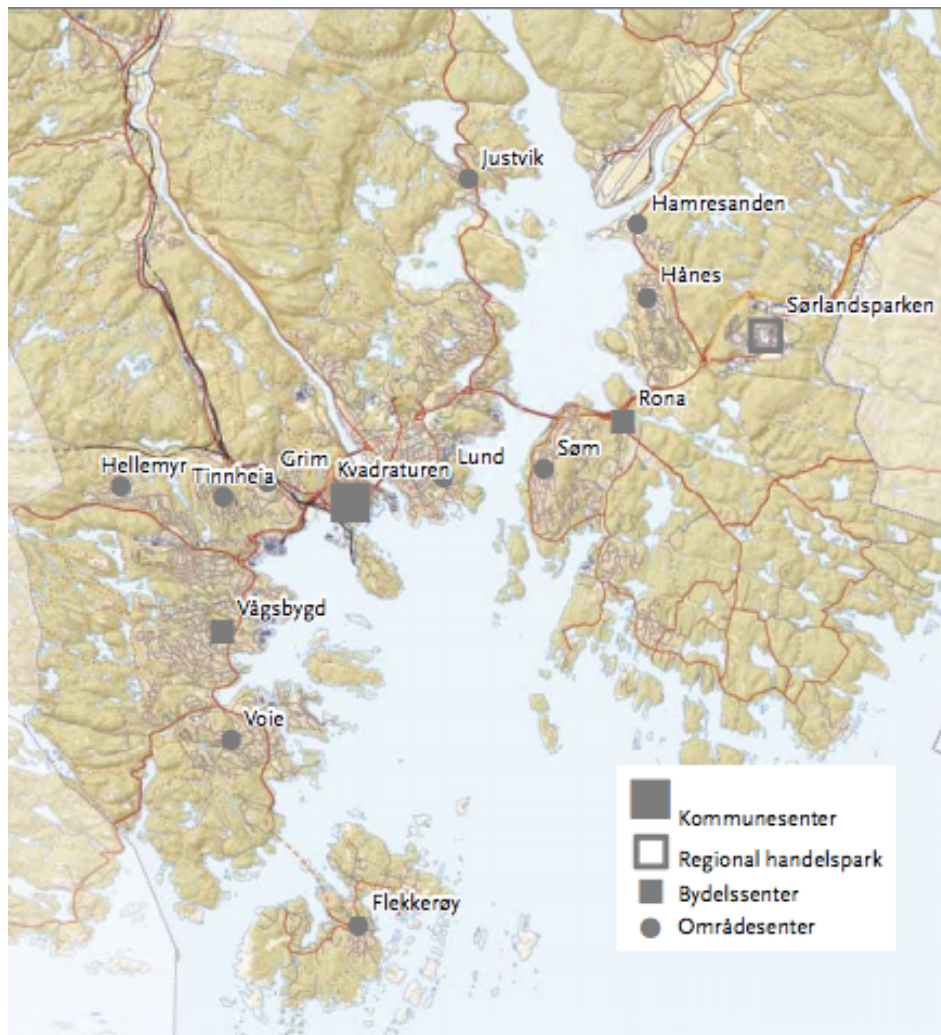 Justvik
Hamresanden
Hånes
Sørlandsparken
Rona
Søm
Lund
Kvadraturen
Grim
Tinnheia
Hellemyr
Vågsbygd
Voie
Flekkerøy
Kommunesenter
Regional handelspark
Bydelssenter
Områdesenter